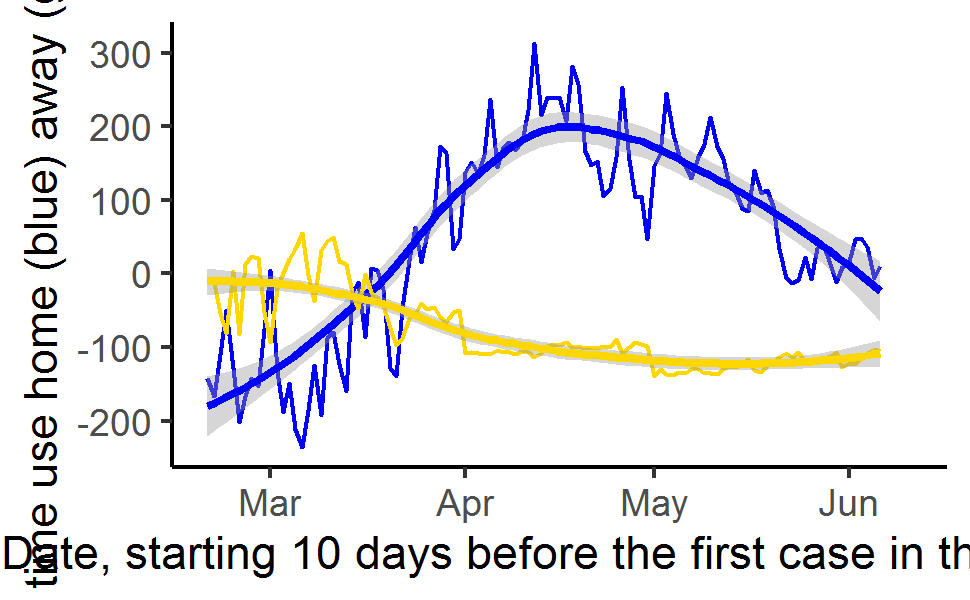 time use home (blue) away (
300
200
100
0
-100
-200
Mar Apr May Jun
Date, starting 10 days before the first case in th